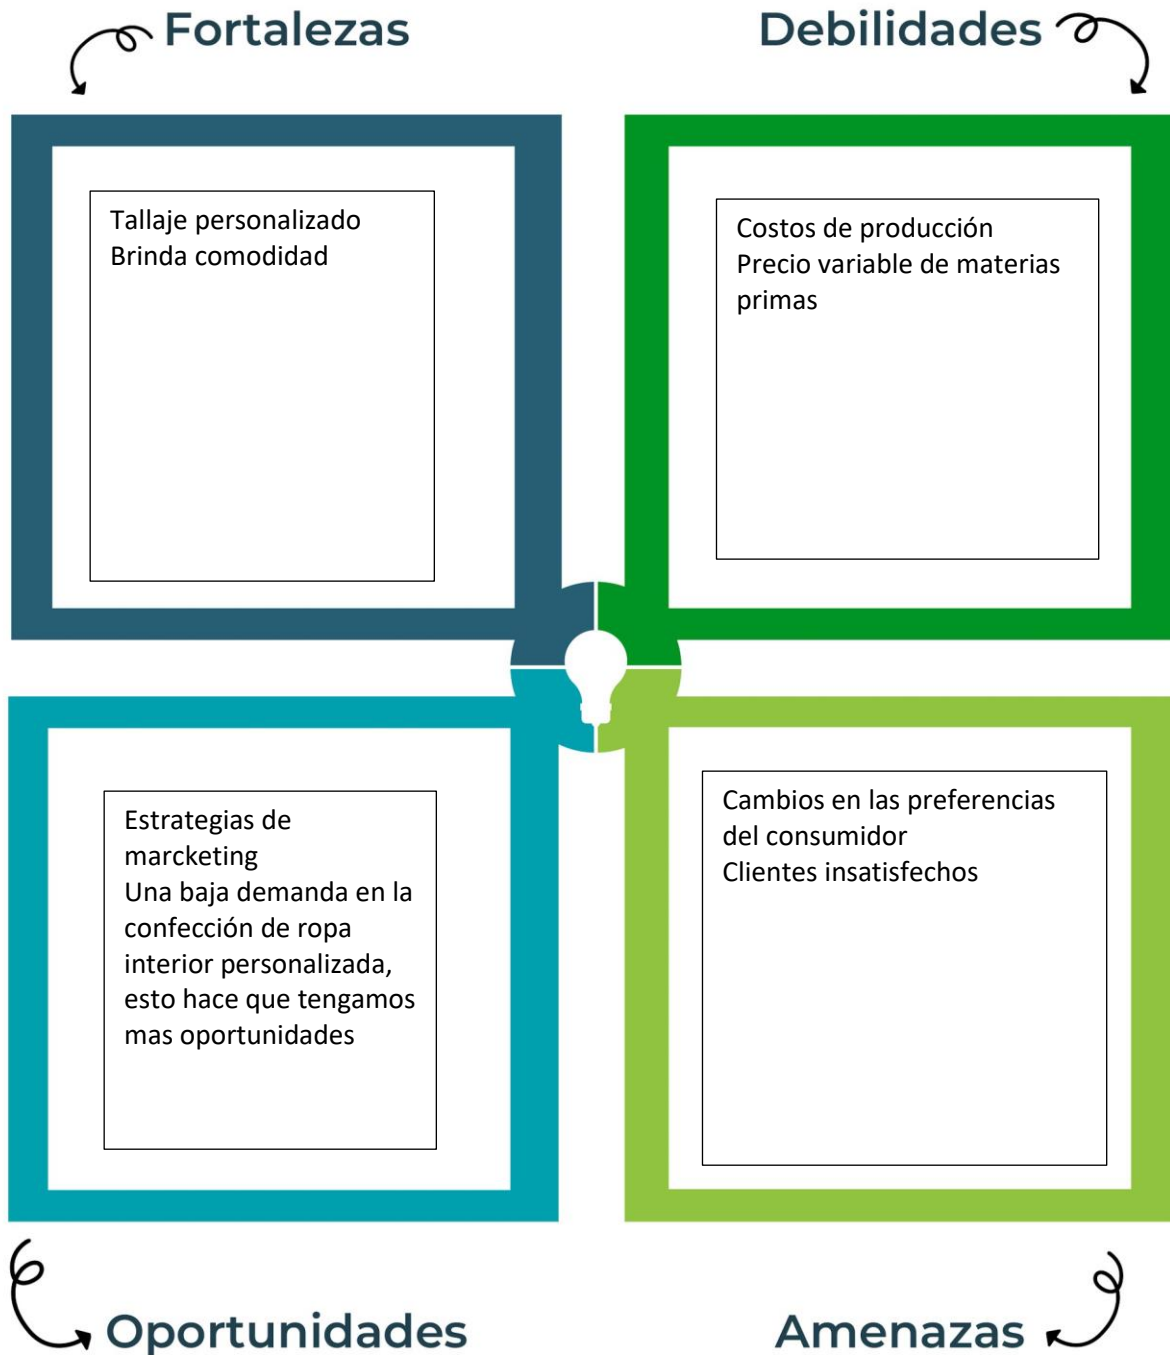 Fortalezas
Debilidades
Tallaje personalizado
Brinda comodidad
Costos de producción
Precio variable de materias
primas
Estrategias de
marcketing
Una baja demanda en la
confección de ropa
interior personalizada,
esto hace que tengamos
mas oportunidades
Cambios en las preferencias
del consumidor
Clientes insatisfechos
Oportunidades
Amenazas